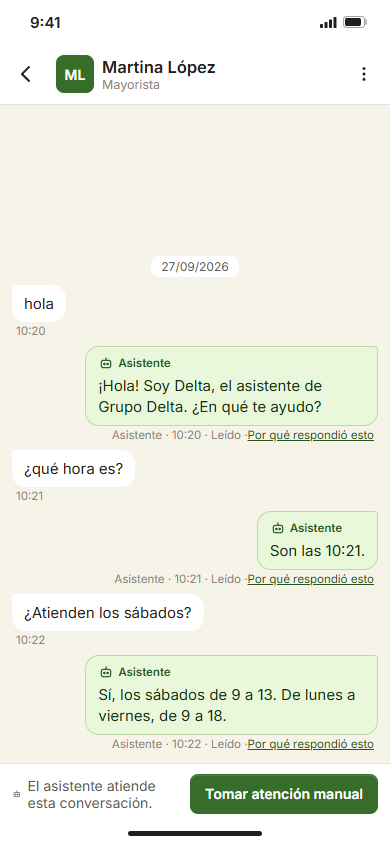 9:41
ML
Martina López
Mayorista
27/09/2026
hola
10:20
Asistente
¡Hola! Soy Delta, el asistente de
Grupo Delta. ¿En qué te ayudo?
Asistente · 10:20 · Leído ·Por qué respondió esto
¿qué hora es?
10:21
Asistente
Son las 10:21.
Asistente · 10:21 · Leído ·Por qué respondió esto
¿Atienden los sábados?
10:22
Asistente
Sí, los sábados de 9 a 13. De lunes a
viernes, de 9 a 18.
Asistente · 10:22 · Leído ·Por qué respondió esto
El asistente atiende
esta conversación.
Tomar atención manual